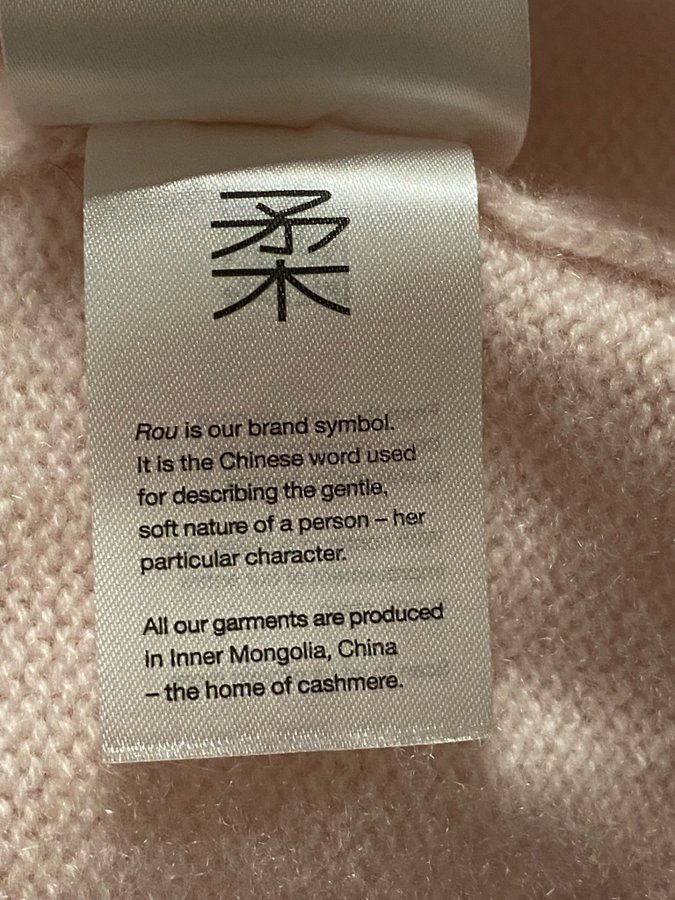 柔
Rou is our brand symbol.
It is the Chinese word used
for describing the gentle,
soft nature of a person – her
particular character.
All our garments are produced
in Inner Mongolia, China
– the home of cashmere.